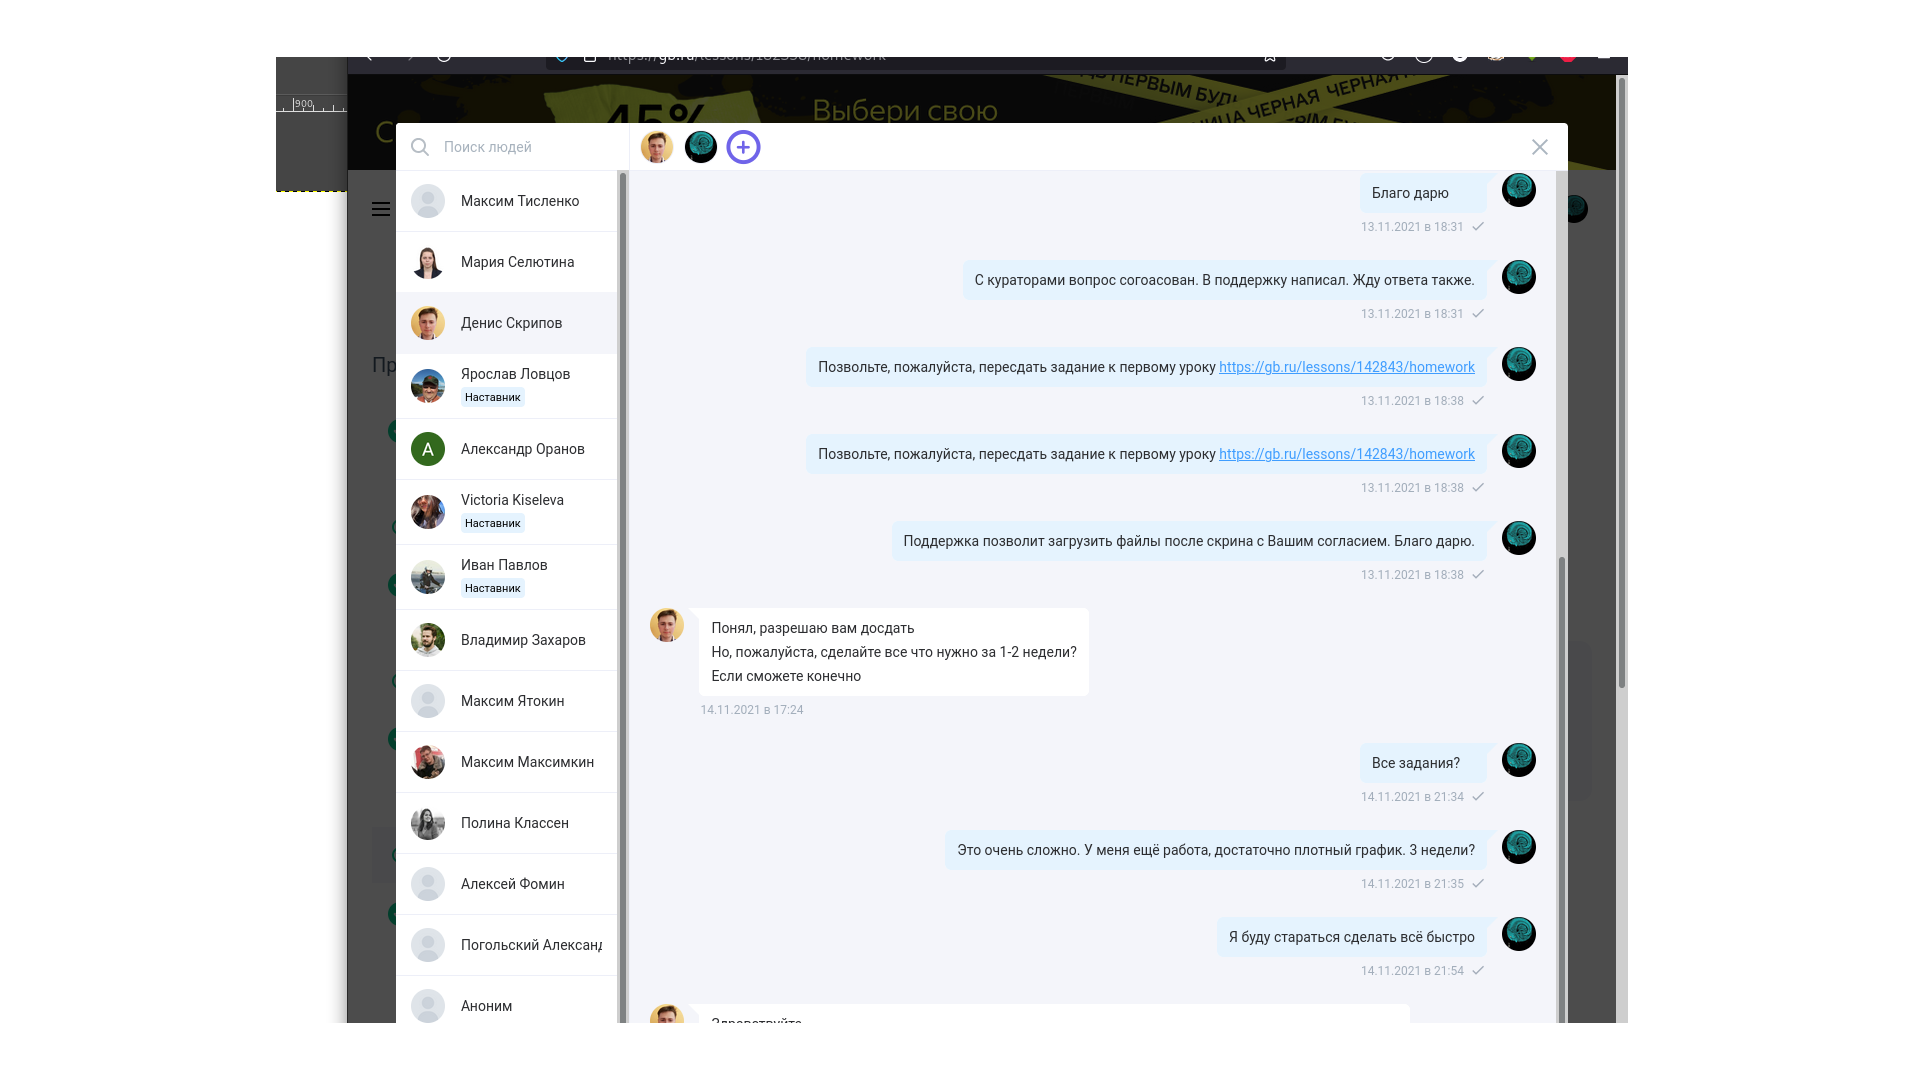 900
45%
Выбери свою
Поиск людей
Максим Тисленко
Мария Селютина
Денис Скрипов
Ярослав Ловцов
Наставник
Александр Оранов
A
Victoria Kiseleva
Наставник
Иван Павлов
Наставник
Владимир Захаров
Максим Ятокин
Максим Максимкин
Полина Классен
Алексей Фомин
Погольский Александ
Аноним
Благо дарю
13.11.2021 в 18:31
С кураторами вопрос согоасован. В поддержку написал. Жду ответа также.
13.11.2021 в 18:31
Позвольте, пожалуйста, пересдать задание к первому уроку https://gb.ru/lessons/142843/homework
13.11.2021 в 18:38
Позвольте, пожалуйста, пересдать задание к первому уроку https://gb.ru/lessons/142843/homework
13.11.2021 в 18:38
Поддержка позволит загрузить файлы после скрина с Вашим согласием. Благо дарю.
13.11.2021 в 18:38
Понял, разрешаю вам досдать
Но, пожалуйста, сделайте все что нужно за 1-2 недели?
Если сможете конечно
14.11.2021 в 17:24
Все задания?
14.11.2021 в 21:34
Это очень сложно. У меня ещё работа, достаточно плотный график. 3 недели?
14.11.2021 в 21:35
Я буду стараться сделать всё быстро
14.11.2021 в 21:54
Здравствуйте